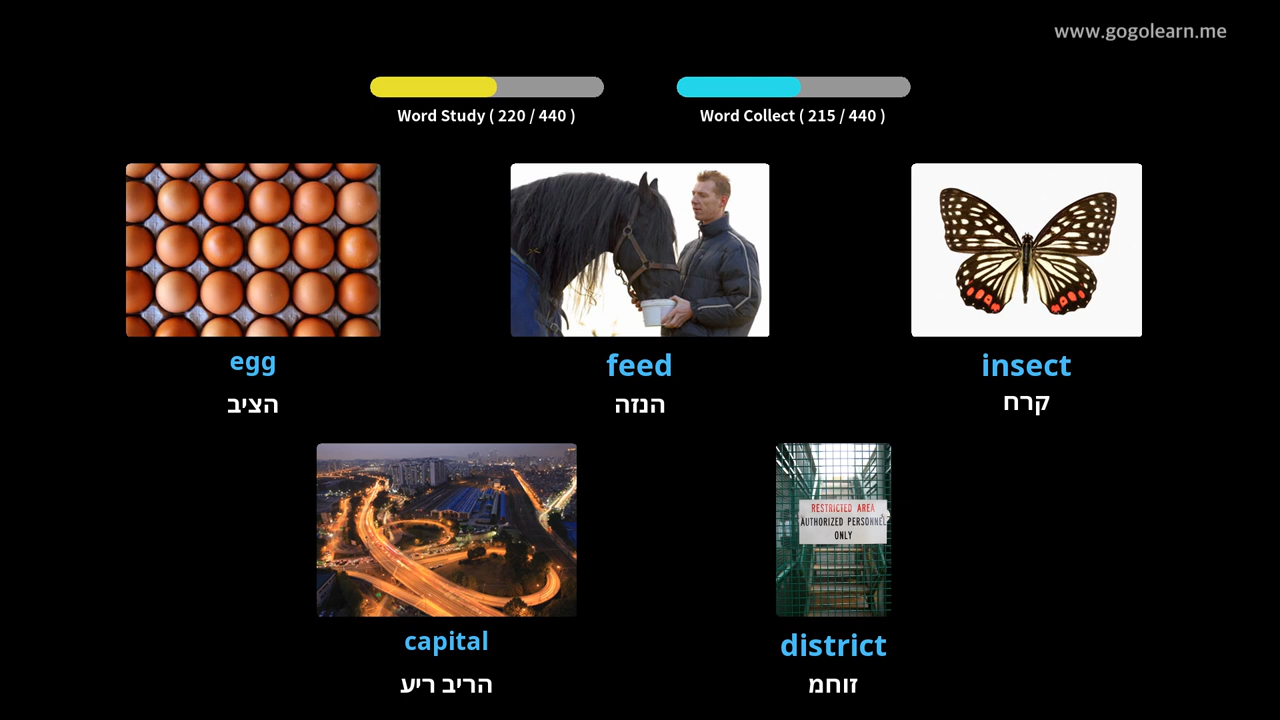 www.gogolearn.me
Word Study ( 220 / 440 )
Word Collect ( 215 / 440 )
egg
הציב
feed
הנזה
insect
קרח
RESTRICTED AREA
AUTHORIZED PERSONNEL
ONLY
capital
הריב ריע
district
זוחמ